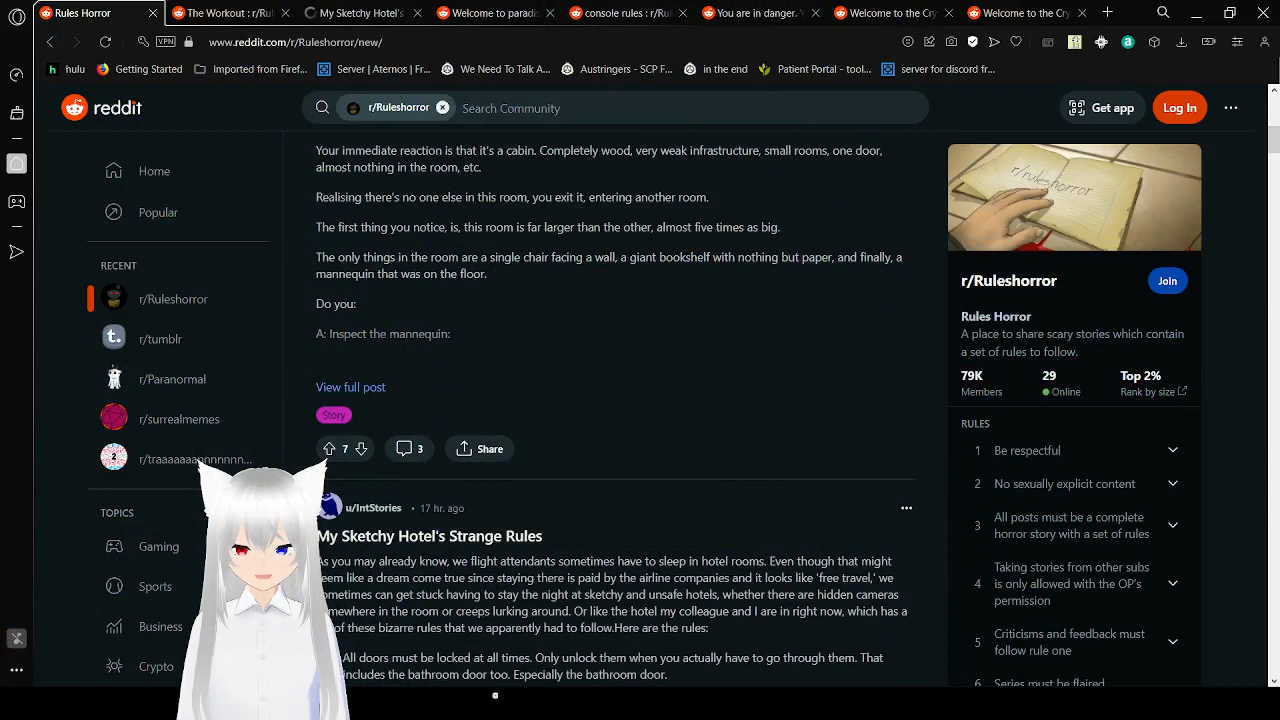 Rules Horror
The Workout : r/Rul
My Sketchy Hotel's
Welcome to paradis
console rules : r/Rul
You are in danger.
Welcome to the Cry
Welcome to the Cry
VPN
www.reddit.com/r/Ruleshorror/new/
hulu
Getting Started
Imported from Firef...
Server | Aternos | Fr...
We Need To Talk A...
Austringers - SCP F...
in the end
Patient Portal - tool...
server for discord fr...
reddit
r/Ruleshorror
Search Community
Get app
Log In
Home
Popular
RECENT
r/Ruleshorror
r/tumblr
r/Paranormal
r/surrealmemes
r/traaaaaaannnnnnn...
TOPICS
Gaming
Sports
Business
Crypto
Your immediate reaction is that it's a cabin. Completely wood, very weak infrastructure, small rooms, one door,
almost nothing in the room, etc.
Realising there's no one else in this room, you exit it, entering another room.
The first thing you notice, is, this room is far larger than the other, almost five times as big.
The only things in the room are a single chair facing a wall, a giant bookshelf with nothing but paper, and finally, a
mannequin that was on the floor.
Do you:
A: Inspect the mannequin:
View full post
Story
7
3
Share
u/IntStories • 17 hr. ago
My Sketchy Hotel's Strange Rules
As you may already know, we flight attendants sometimes have to sleep in hotel rooms. Even though that might
seem like a dream come true since staying there is paid by the airline companies and it looks like 'free travel,' we
sometimes can get stuck having to stay the night at sketchy and unsafe hotels, whether there are hidden cameras
omewhere in the room or creeps lurking around. Or like the hotel my colleague and I are in right now, which has a
of these bizarre rules that we apparently had to follow.Here are the rules:
All doors must be locked at all times. Only unlock them when you actually have to go through them. That
includes the bathroom door too. Especially the bathroom door.
r/ruleshorror
r/Ruleshorror
Join
Rules Horror
A place to share scary stories which contain
a set of rules to follow.
79K
Members
29
Online
Top 2%
Rank by size
RULES
1 Be respectful
2 No sexually explicit content
3 All posts must be a complete
horror story with a set of rules
4 Taking stories from other subs
is only allowed with the OP's
permission
5 Criticisms and feedback must
follow rule one
6 Series must be flaired